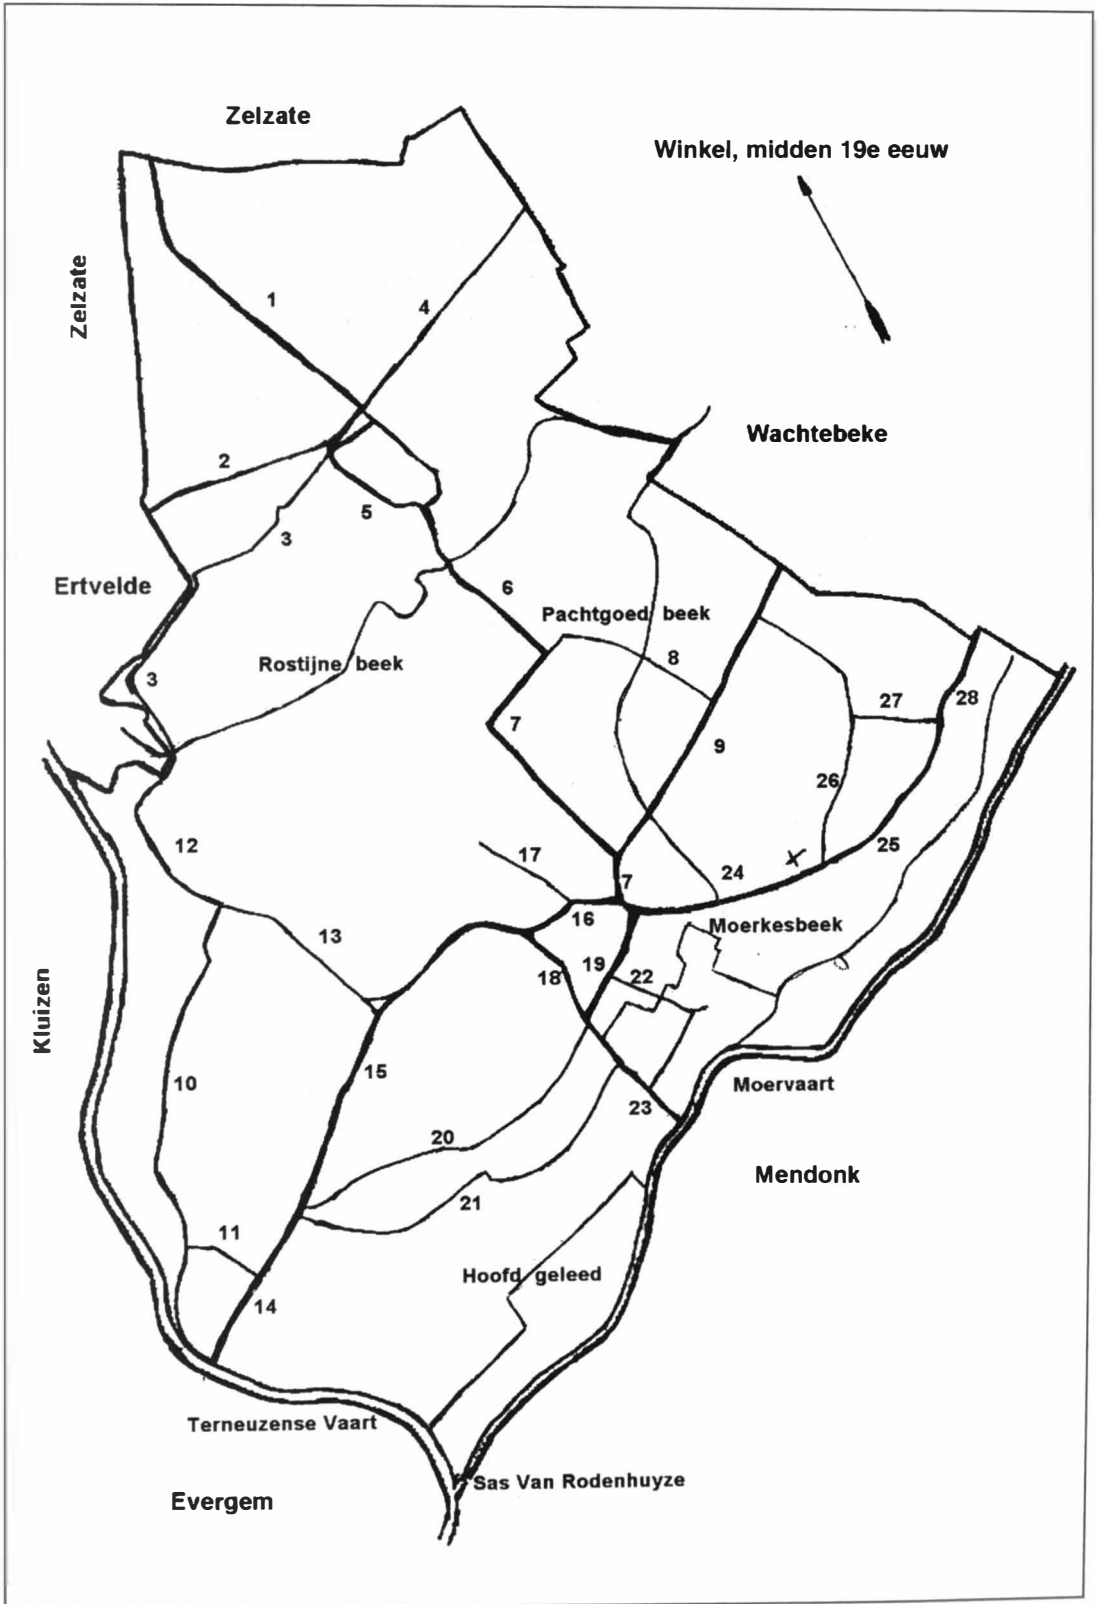 Zelzate
Winkel, midden 19e eeuw
Zelzate
1
4
Wachtebeke
2
5
3
Ertvelde
6
Pachtgoed beek
Rostijne beek
8
3
27
28
7
9
26
12
25
17
24
7
16
Moerkesbeek
13
18
19
22
Kluizen
15
10
Moervaart
23
20
Mendonk
21
11
Hoofd geleed
14
Terneuzense Vaart
Sas Van Rodenhuyze
Evergem